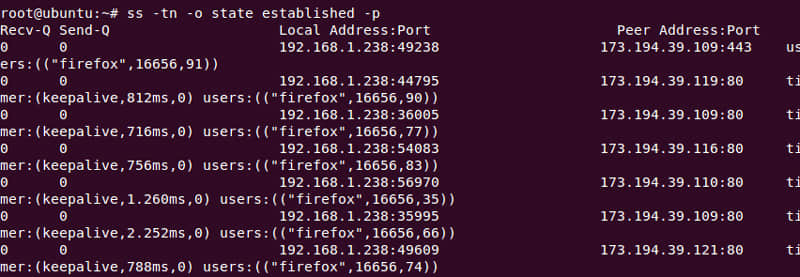 root@ubuntu:~# ss -tn -o state established -p
Recv-Q Send-Q                    Local Address:Port                      Peer Address:Port
0      0                         192.168.1.238:49238                   173.194.39.109:443    us
ers:(("firefox",16656,91))
0      0                         192.168.1.238:44795                   173.194.39.119:80     ti
mer:(keepalive,812ms,0) users:(("firefox",16656,90))
0      0                         192.168.1.238:36005                   173.194.39.109:80     ti
mer:(keepalive,716ms,0) users:(("firefox",16656,77))
0      0                         192.168.1.238:54083                   173.194.39.116:80     ti
mer:(keepalive,756ms,0) users:(("firefox",16656,83))
0      0                         192.168.1.238:56970                   173.194.39.110:80     ti
mer:(keepalive,1.260ms,0) users:(("firefox",16656,35))
0      0                         192.168.1.238:35995                   173.194.39.109:80     ti
mer:(keepalive,2.252ms,0) users:(("firefox",16656,66))
0      0                         192.168.1.238:49609                   173.194.39.121:80     ti
mer:(keepalive,788ms,0) users:(("firefox",16656,74))